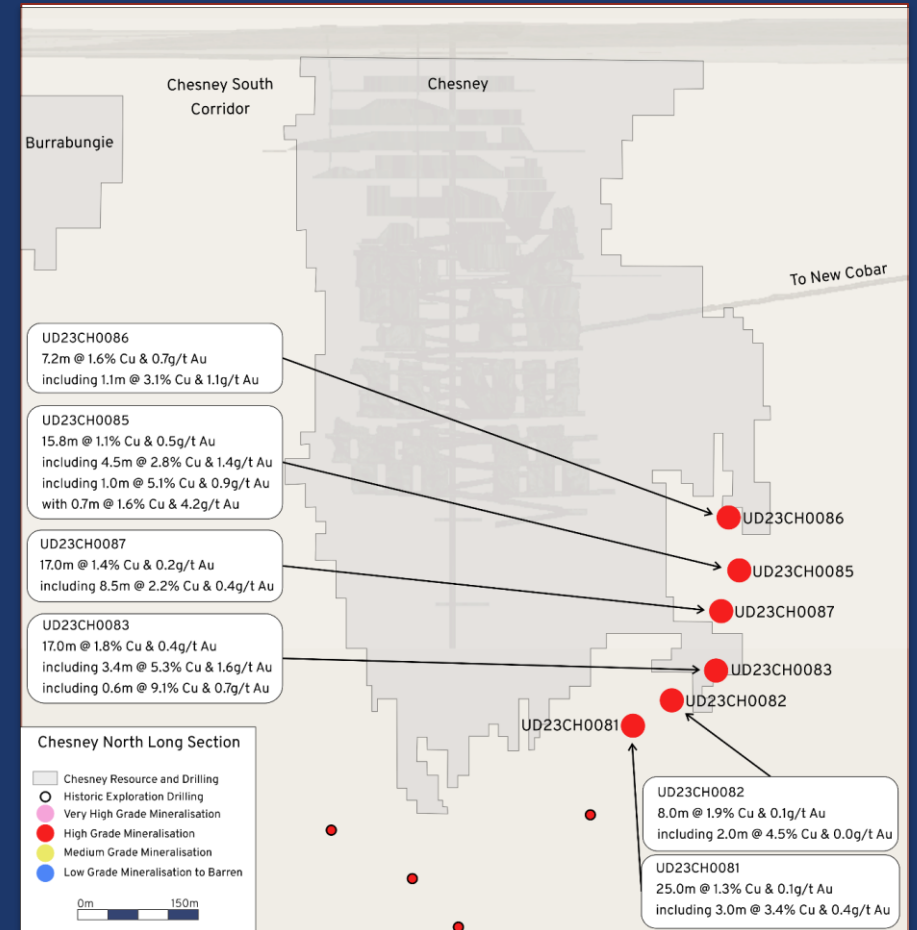 Chesney South
Corridor
Chesney
Burrabungie
To New Cobar
UD23CH0086
7.2m @ 1.6% Cu & 0.7g/t Au
including 1.1m @ 3.1% Cu & 1.1g/t Au
UD23CH0085
15.8m @ 1.1% Cu & 0.5g/t Au
including 4.5m @ 2.8% Cu & 1.4g/t Au
including 1.0m @ 5.1% Cu & 0.9g/t Au
with 0.7m @ 1.6% Cu & 4.2g/t Au
UD23CH0087
17.0m @ 1.4% Cu & 0.2g/t Au
including 8.5m @ 2.2% Cu & 0.4g/t Au
UD23CH0083
17.0m @ 1.8% Cu & 0.4g/t Au
including 3.4m @ 5.3% Cu & 1.6g/t Au
including 0.6m @ 9.1% Cu & 0.7g/t Au
UD23CH0086
UD23CH0085
UD23CH0087
UD23CH0083
UD23CH0082
UD23CH0081
Chesney North Long Section
Chesney Resource and Drilling
Historic Exploration Drilling
Very High Grade Mineralisation
High Grade Mineralisation
Medium Grade Mineralisation
Low Grade Mineralisation to Barren
0m 150m
UD23CH0082
8.0m @ 1.9% Cu & 0.1g/t Au
including 2.0m @ 4.5% Cu & 0.0g/t Au
UD23CH0081
25.0m @ 1.3% Cu & 0.1g/t Au
including 3.0m @ 3.4% Cu & 0.4g/t Au